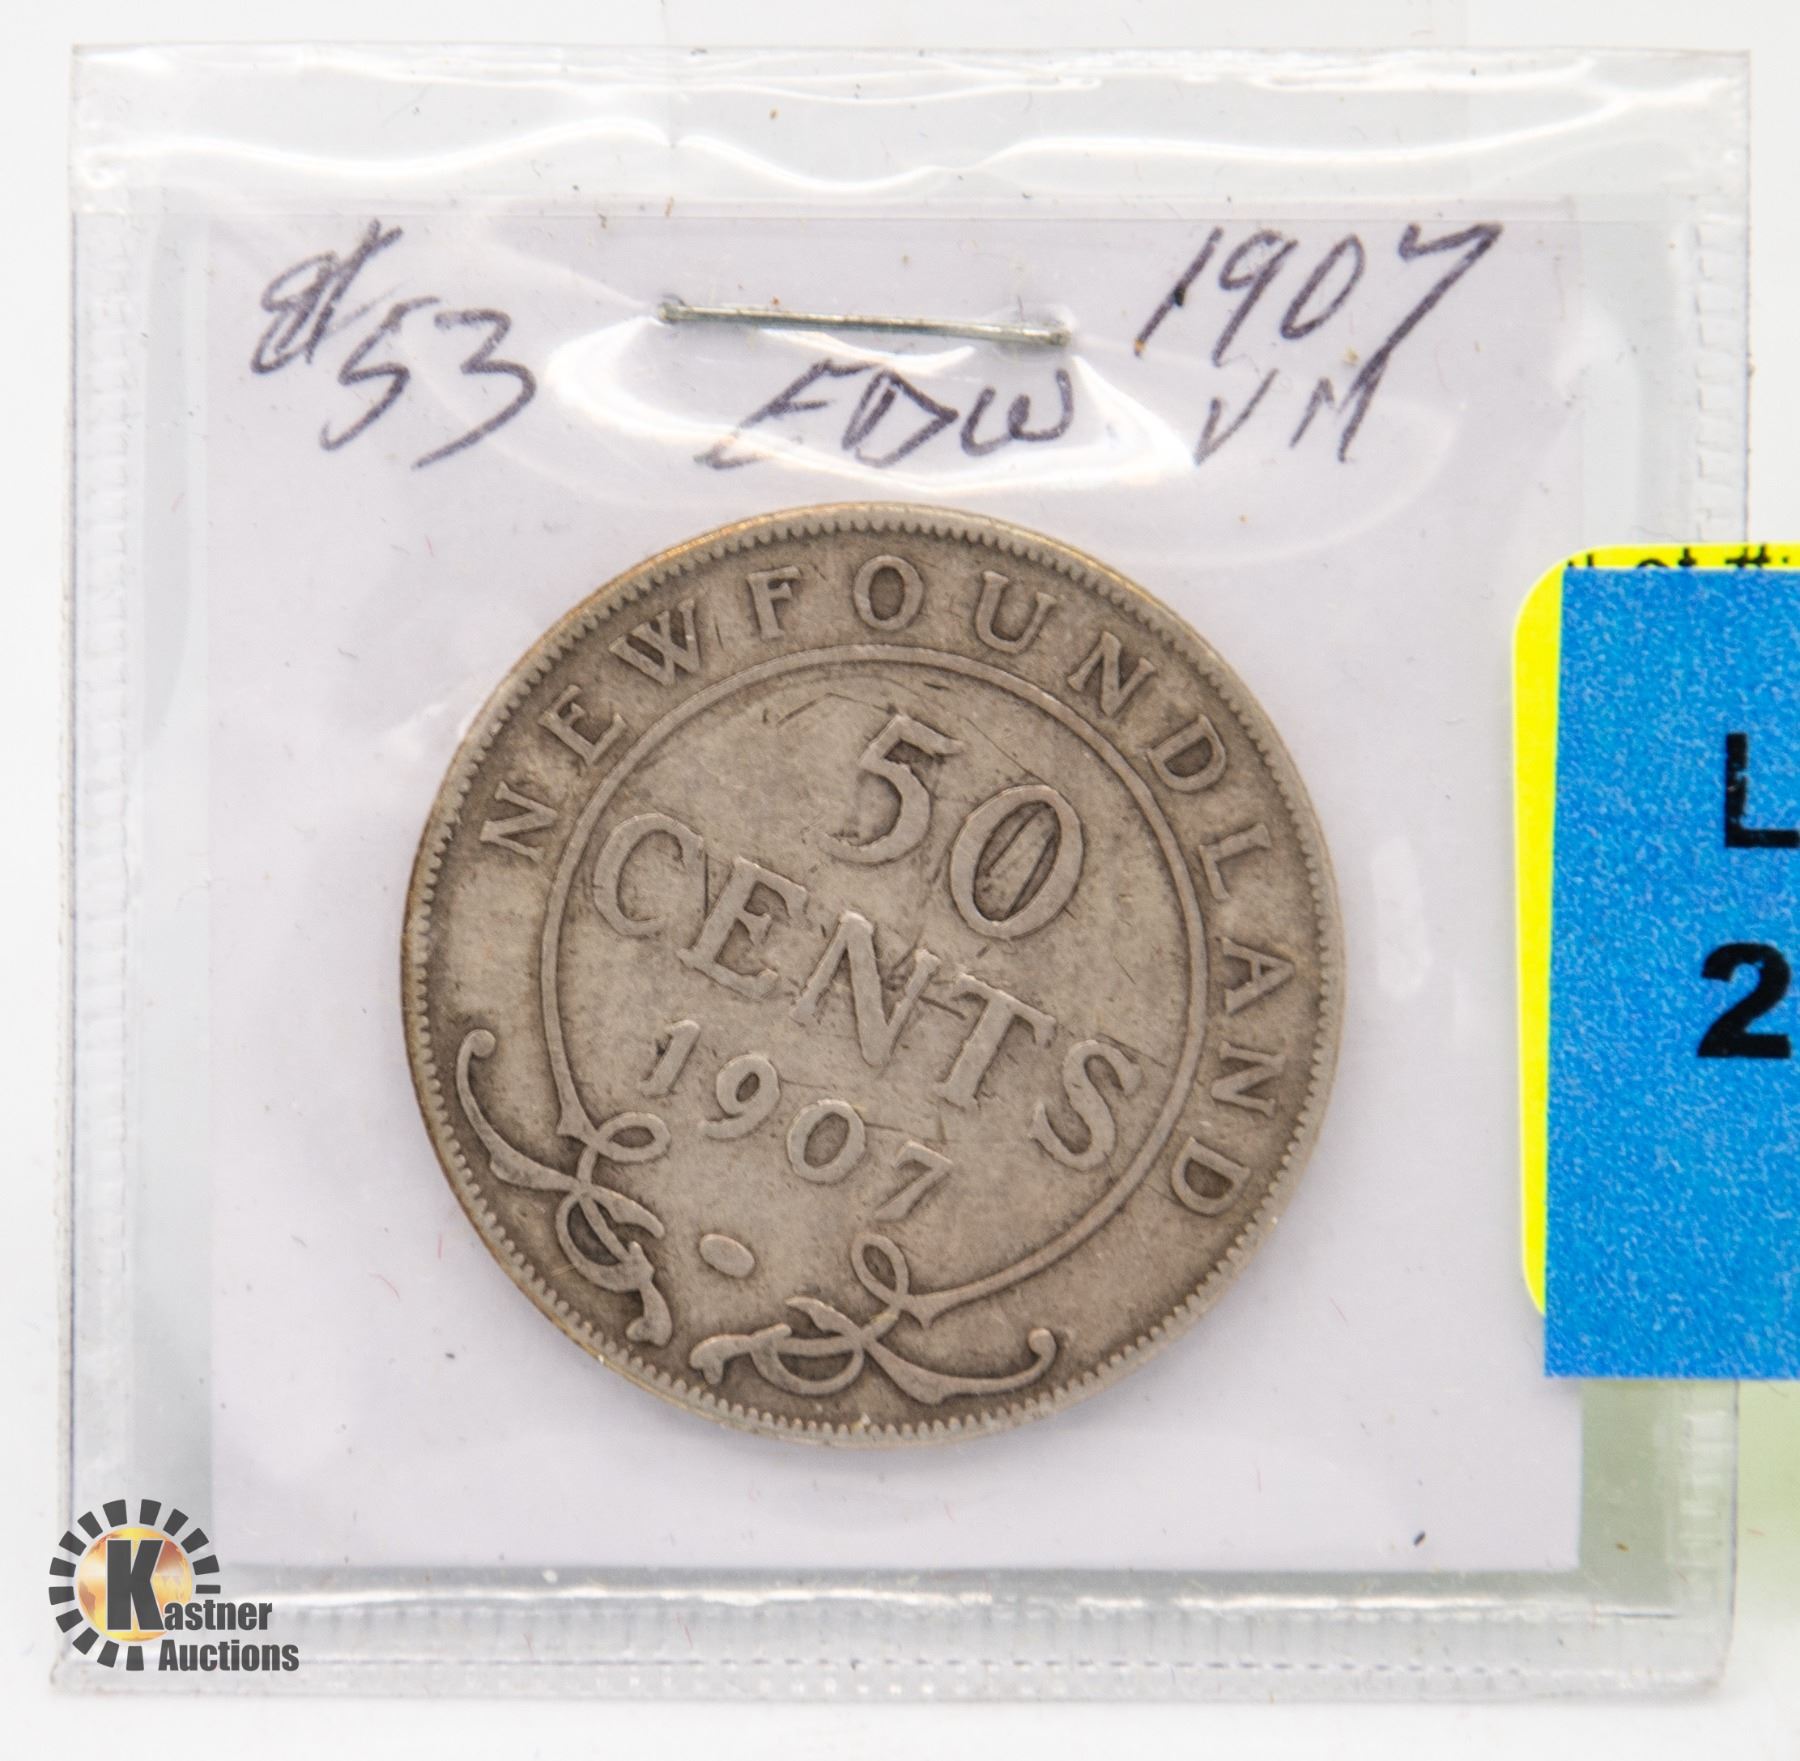 53 1907
EDW VM
NEWFOUNDLAND
50
CENTS
1907
L
2
Kastner
Auctions